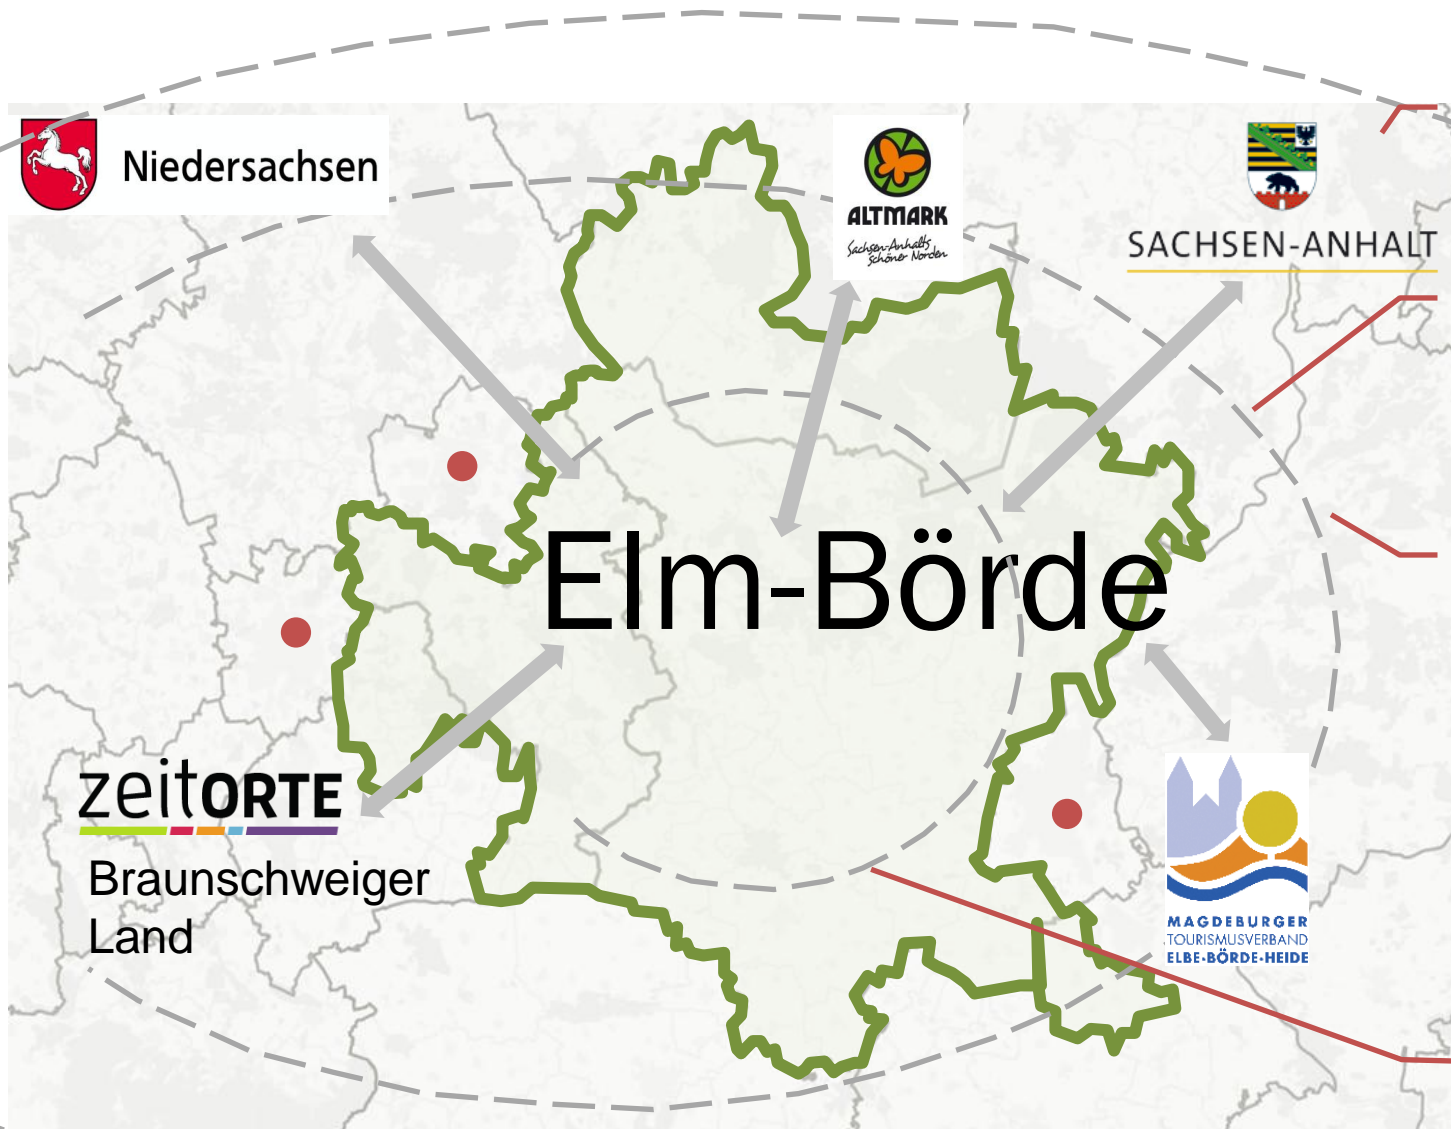 Niedersachsen
ALTMARK
Sachsen-Anhalts
schöner Norden
SACHSEN-ANHALT
Elm-Börde
zeitORTE
Braunschweiger
Land
MAGDEBURGER
TOURISMUSVERBAND
ELBE•BÖRDE•HEIDE